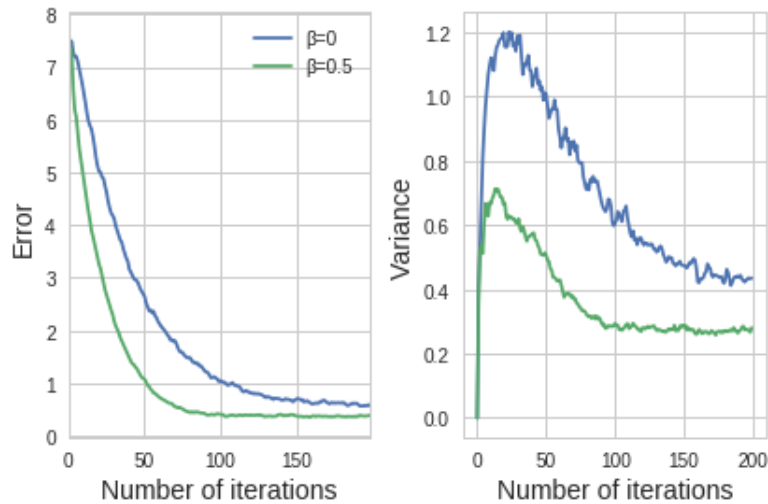 8
7
6
5
4
3
2
1
0
Error
β=0
β=0.5
0 50 100 150
Number of iterations
1.2
1.0
0.8
0.6
0.4
0.2
0.0
Variance
0 50 100 150 200
Number of iterations